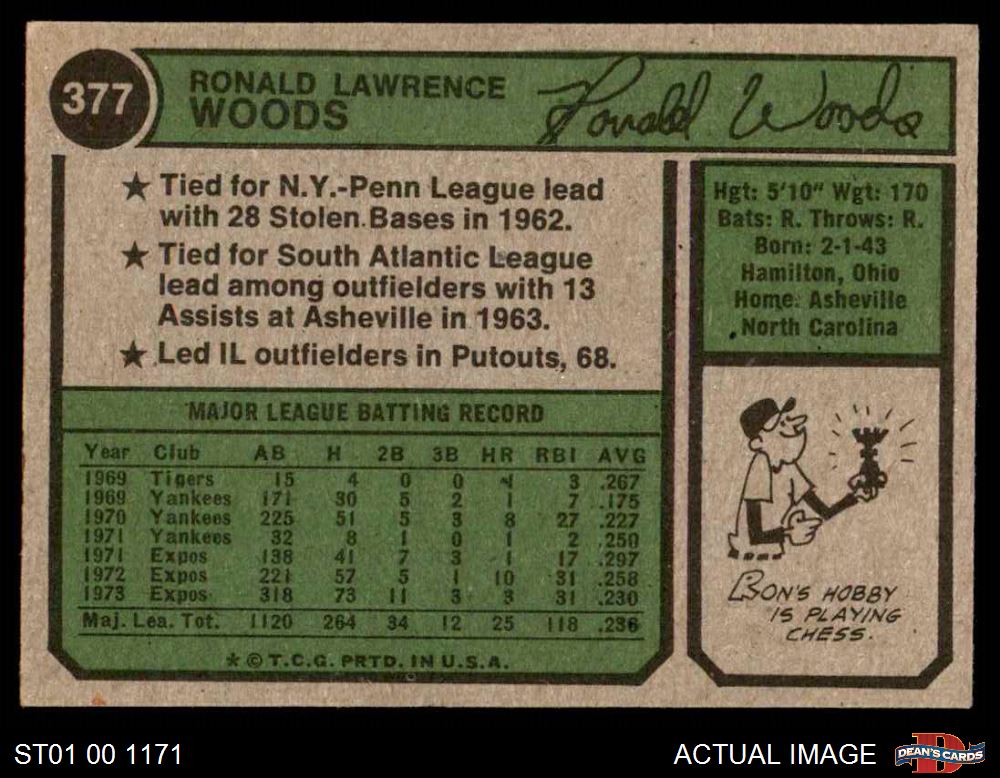 377
RONALD LAWRENCE
WOODS
Ronald Woods
★ Tied for N.Y.-Penn League lead
with 28 Stolen Bases in 1962.
★ Tied for South Atlantic League
lead among outfielders with 13
Assists at Asheville in 1963.
★ Led IL outfielders in Putouts, 68.
Hgt: 5'10" Wgt: 170
Bats: R. Throws: R.
Born: 2-1-43
Hamilton, Ohio
Home: Asheville
North Carolina
MAJOR LEAGUE BATTING RECORD
Year Club AB H 2B 3B HR RBI AVG
1969 Tigers 15 4 0 0 1 3 .267
1969 Yankees 171 30 5 2 1 7 .175
1970 Yankees 225 51 5 3 8 27 .227
1971 Yankees 32 8 1 0 1 2 .250
1971 Expos 138 41 7 3 1 17 .297
1972 Expos 221 57 5 1 10 31 .258
1973 Expos 318 73 11 3 3 31 .230
Maj. Lea. Tot. 1120 264 34 12 25 118 .236
★ © T.C.G. PRTD. IN U.S.A.
RON'S HOBBY
IS PLAYING
CHESS.
ST01 00 1171
ACTUAL IMAGE
D
DEAN'S CARDS